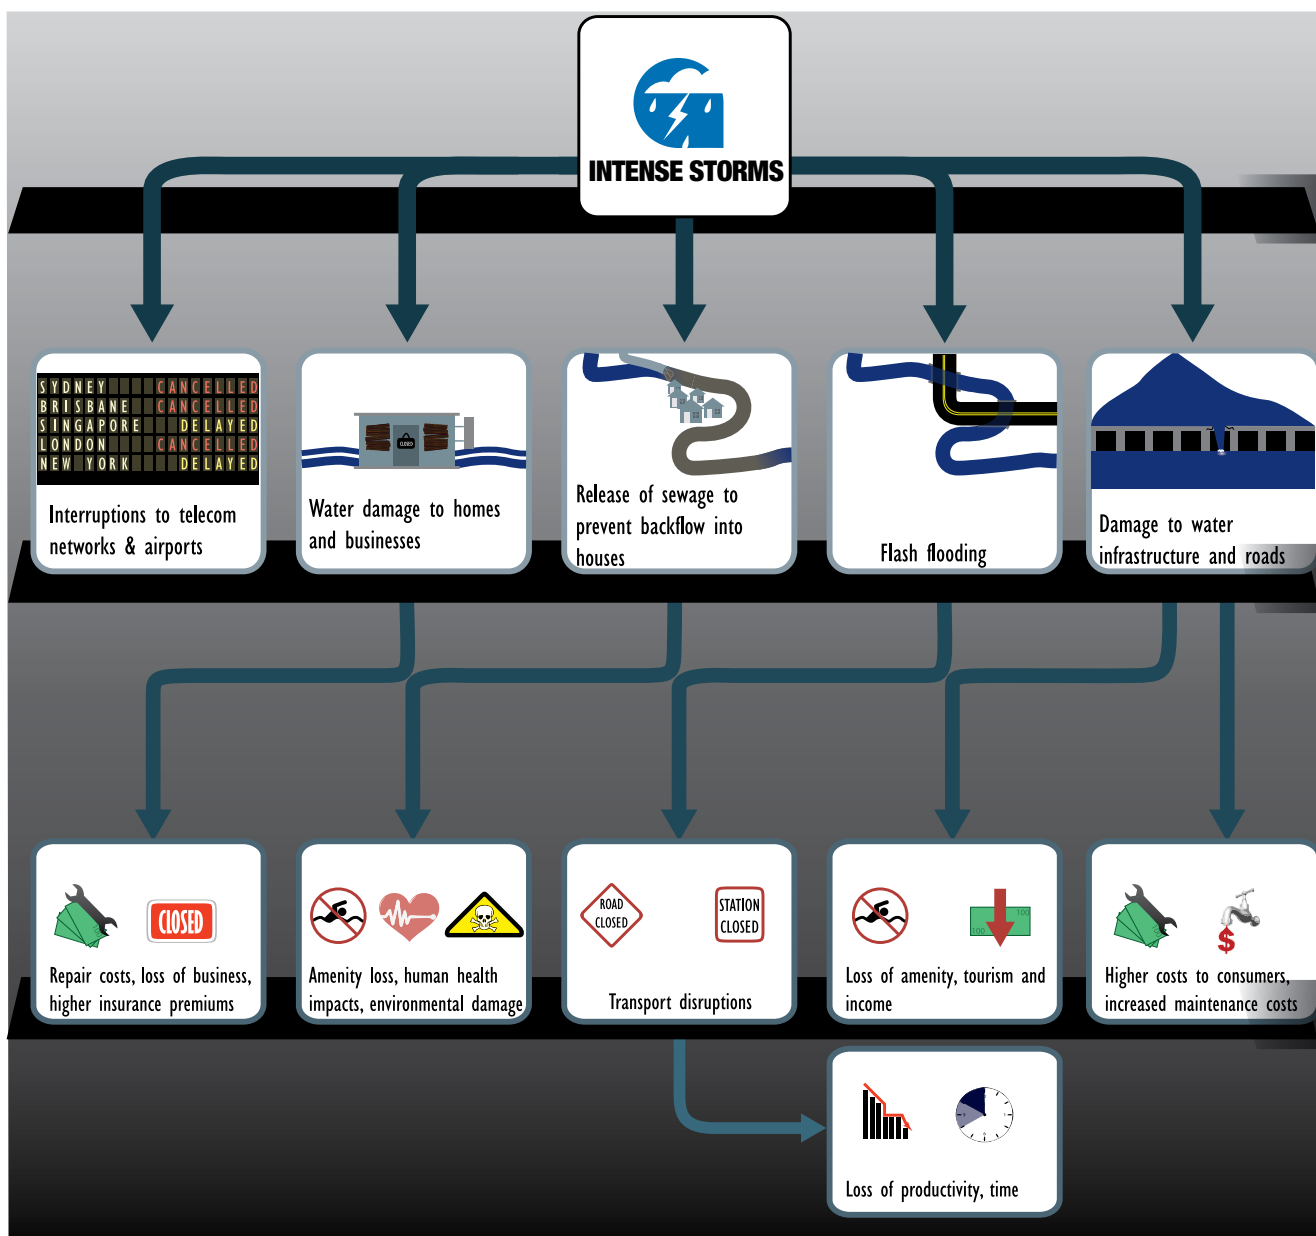 INTENSE STORMS
SYDNEY CANCELLED
BRISBANE CANCELLED
SINGAPORE DELAYED
LONDON CANCELLED
NEW YORK DELAYED
Interruptions to telecom
networks & airports
CLOSED
Water damage to homes
and businesses
Release of sewage to
prevent backflow into
houses
Flash flooding
Damage to water
infrastructure and roads
CLOSED
Repair costs, loss of business,
higher insurance premiums
Amenity loss, human health
impacts, environmental damage
ROAD
CLOSED
STATION
CLOSED
Transport disruptions
100
100
Loss of amenity, tourism and
income
$
Higher costs to consumers,
increased maintenance costs
Loss of productivity, time